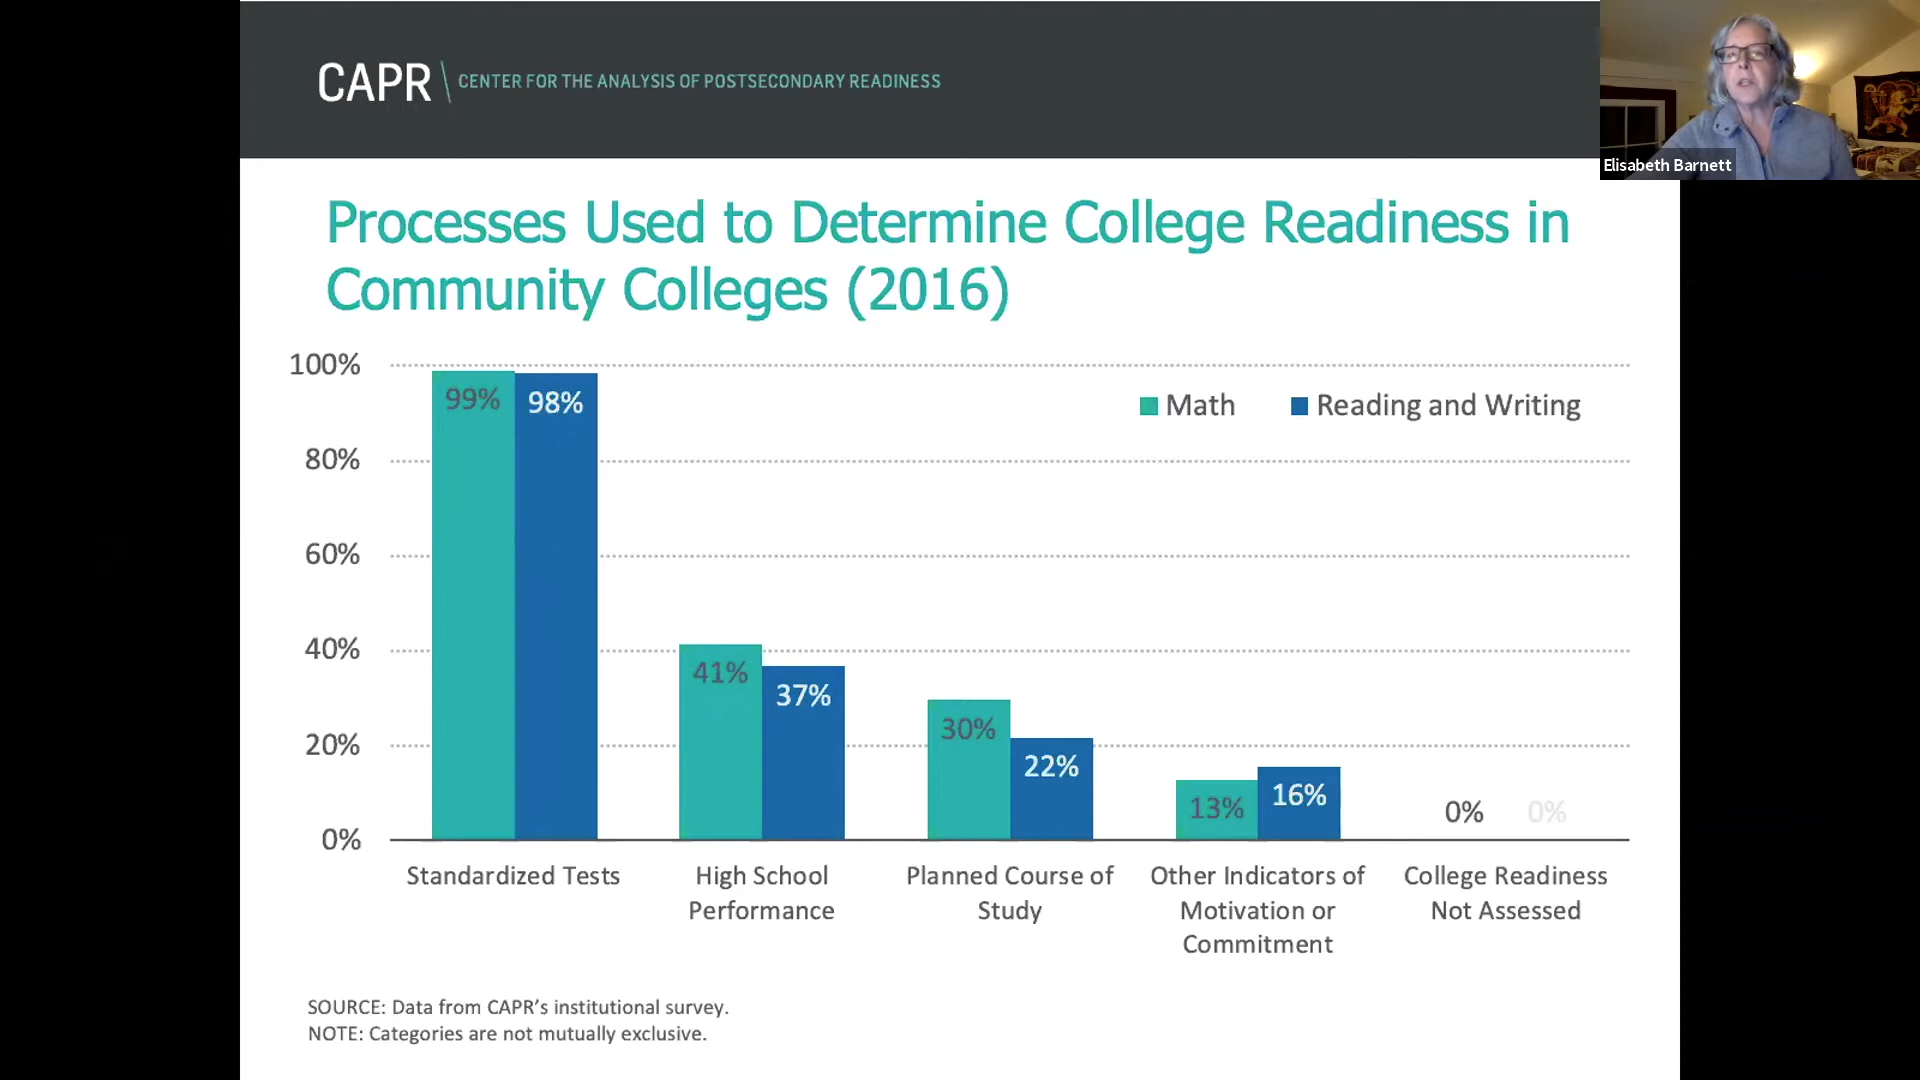 CAPR CENTER FOR THE ANALYSIS OF POSTSECONDARY READINESS
Elisabeth Barnett
Processes Used to Determine College Readiness in
Community Colleges (2016)
100%
80%
60%
40%
20%
0%
Math
Reading and Writing
99%
98%
41%
37%
30%
22%
13%
16%
0%
0%
Standardized Tests
High School
Performance
Planned Course of
Study
Other Indicators of
Motivation or
Commitment
College Readiness
Not Assessed
SOURCE: Data from CAPR’s institutional survey.
NOTE: Categories are not mutually exclusive.